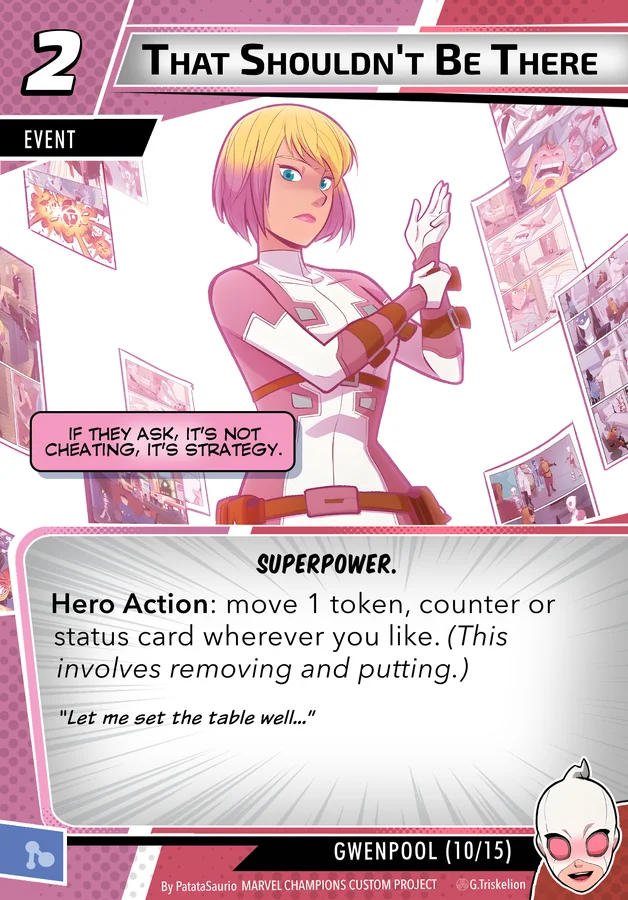 2
THAT SHOULDN'T BE THERE
EVENT
IF THEY ASK, IT'S NOT
CHEATING, IT'S STRATEGY.
SUPERPOWER.
Hero Action: move 1 token, counter or
status card wherever you like. (This
involves removing and putting.)
"Let me set the table well..."
GWENPOOL (10/15)
By PatataSaurio MARVEL CHAMPIONS CUSTOM PROJECT G.Triskelion